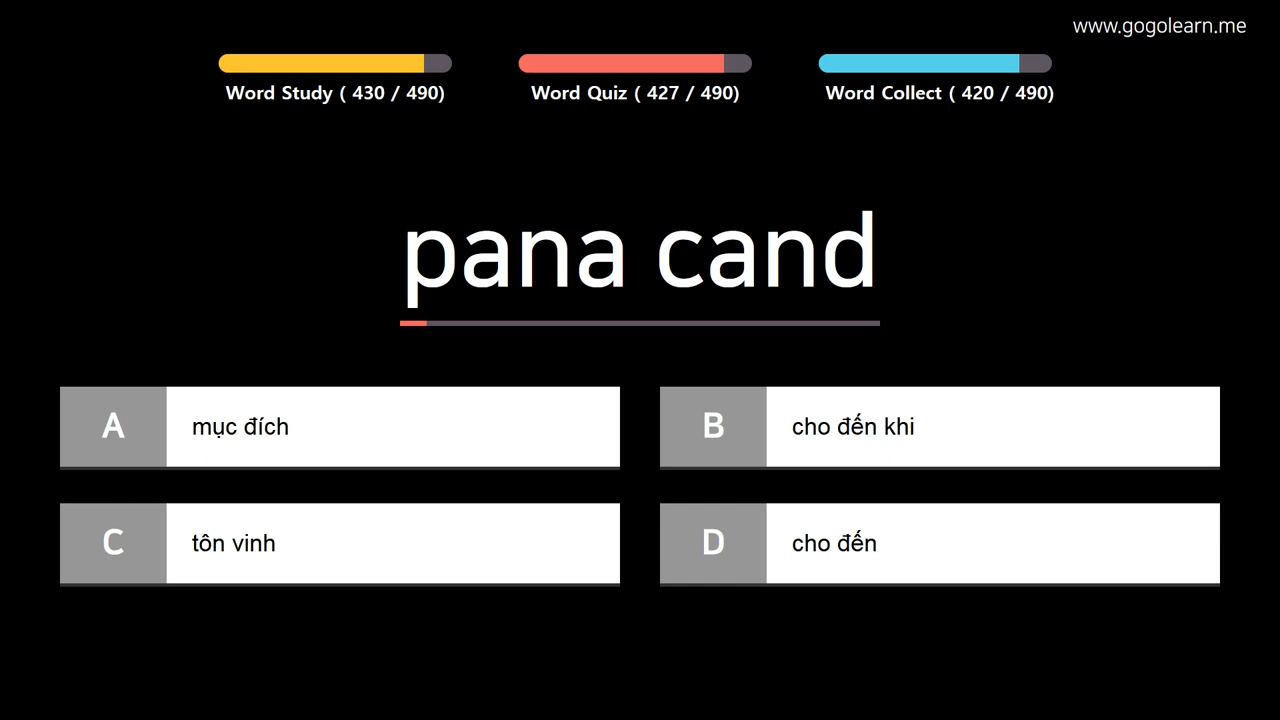 www.gogolearn.me
Word Study ( 430 / 490)
Word Quiz ( 427 / 490)
Word Collect ( 420 / 490)
pana cand
A
mục đích
B
cho đến khi
C
tôn vinh
D
cho đến